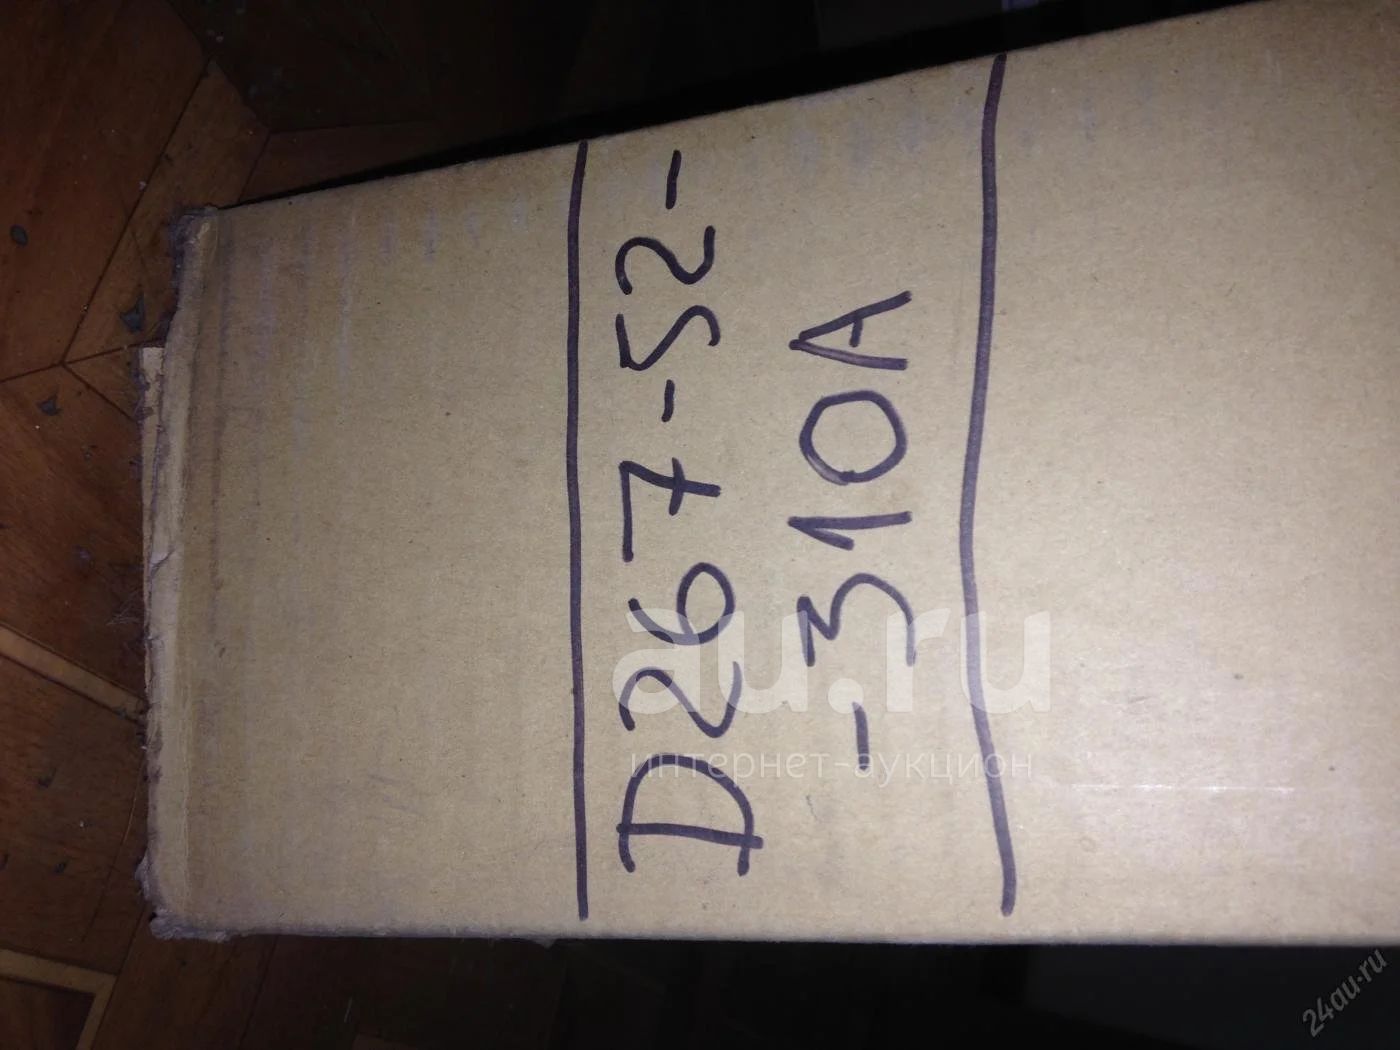 D267-52-
-310A
au.ru
интернет-аукцион
24au.ru